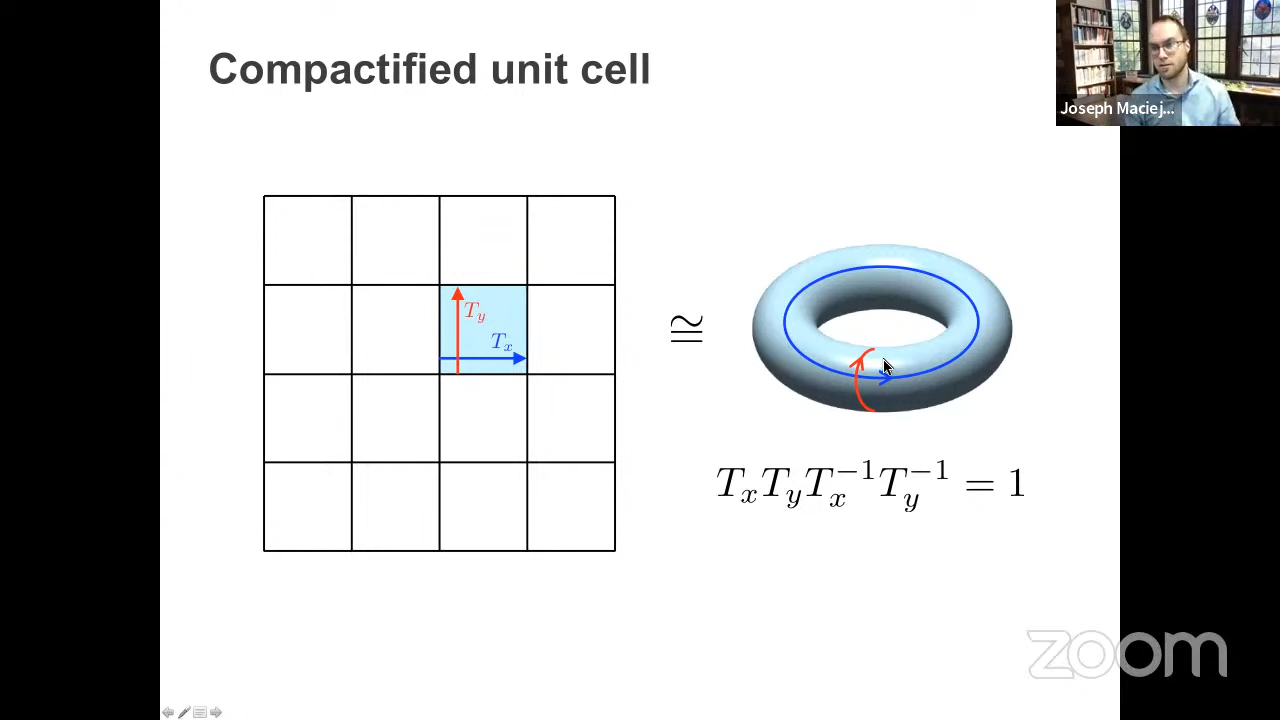 Compactified unit cell
Joseph Maciej...
T_y
T_x
≅
T_x T_y T_x^{-1} T_y^{-1} = 1
zoom